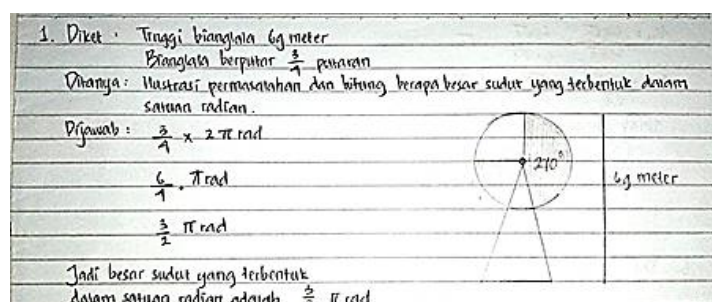 1. Diket : Tinggi bianglala 69 meter
Bianglala berputar 3/4 putaran
Ditanya : Ilustrasi permasalahan dan hitung berapa besar sudut yang terbentuk dalam
satuan radian.
Dijawab : 3/4 × 2 π rad
6/4 . π rad
3/2 π rad
270°
69 meter
Jadi besar sudut yang terbentuk
dalam satuan radian adalah 3/2 π rad